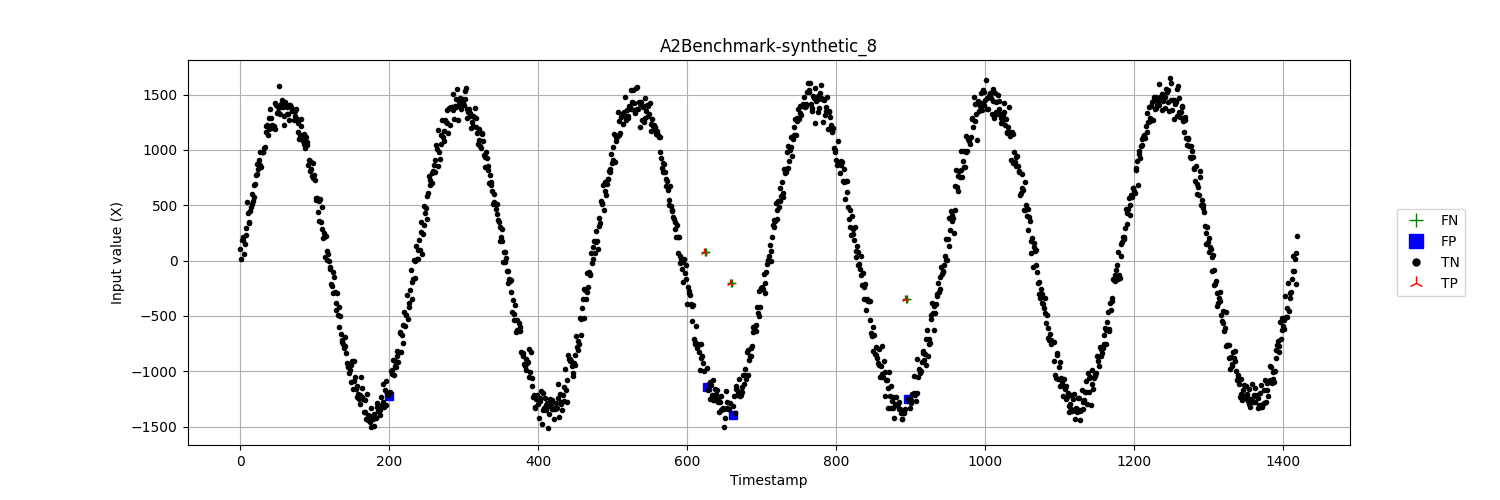 A2Benchmark-synthetic_8
Input value (X)
1500
1000
500
0
−500
−1000
−1500
0 200 400 600 800 1000 1200 1400
Timestamp
FN
FP
TN
TP